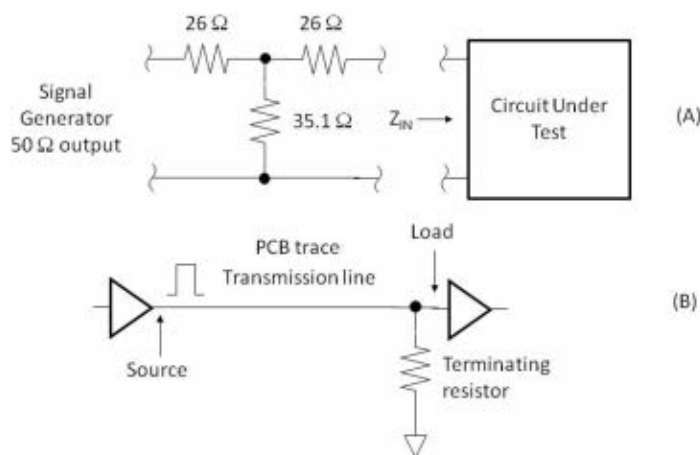 26 Ω
26 Ω
Signal
Generator
50 Ω output
35.1 Ω
Z_IN
Circuit Under
Test
(A)
PCB trace
Transmission line
Load
(B)
Source
Terminating
resistor